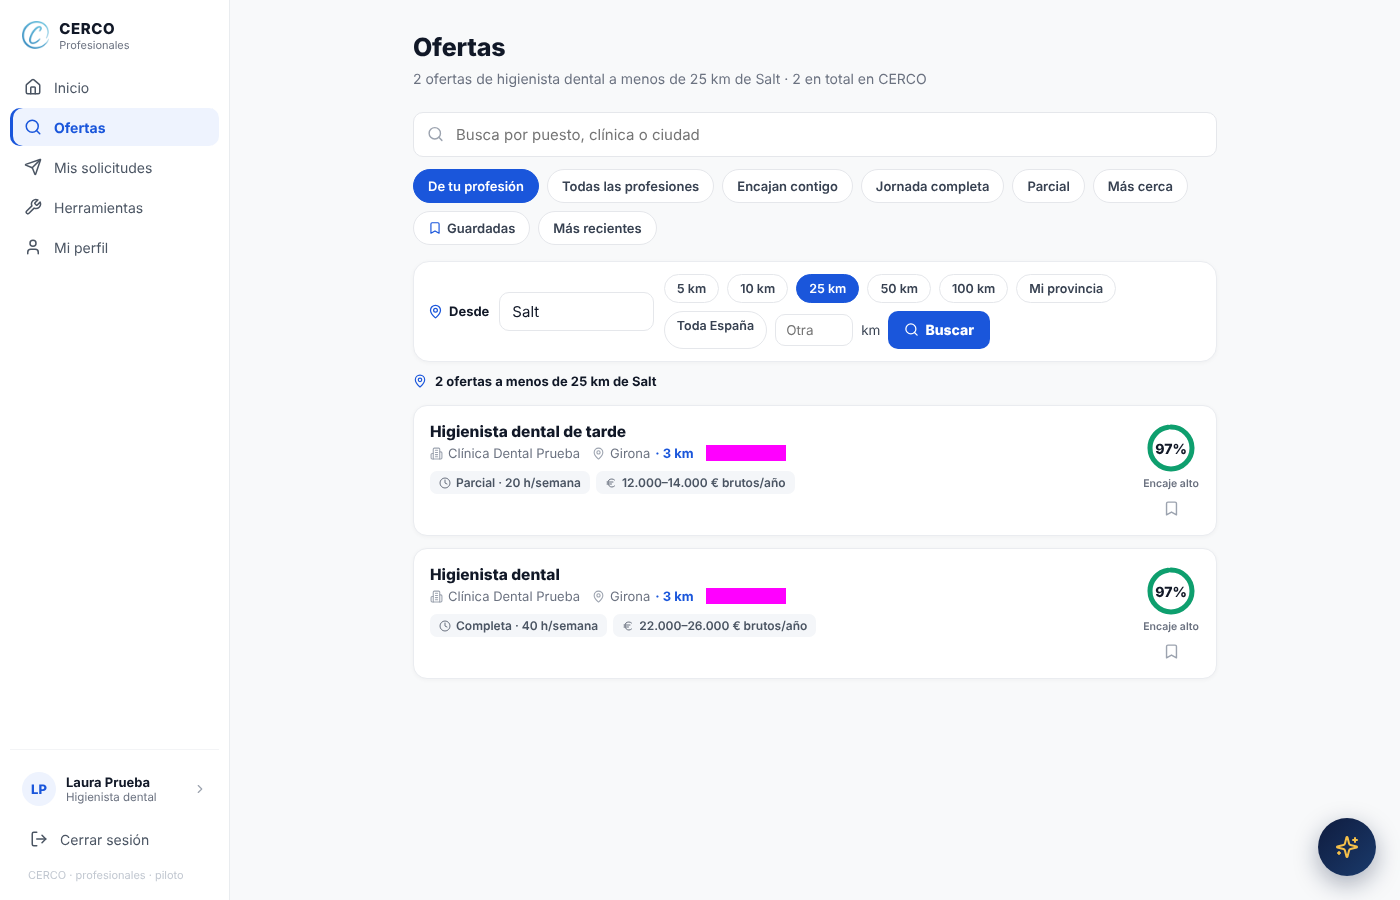 CERCO
Profesionales
Inicio
Ofertas
Mis solicitudes
Herramientas
Mi perfil
Laura Prueba
LP
Higienista dental
Cerrar sesión
CERCO · profesionales · piloto
Ofertas
2 ofertas de higienista dental a menos de 25 km de Salt · 2 en total en CERCO
Busca por puesto, clínica o ciudad
De tu profesión Todas las profesiones Encajan contigo Jornada completa Parcial Más cerca
Guardadas Más recientes
Desde Salt
5 km 10 km 25 km 50 km 100 km Mi provincia
Toda España Otra km Buscar
2 ofertas a menos de 25 km de Salt
Higienista dental de tarde
Clínica Dental Prueba Girona · 3 km
Parcial · 20 h/semana € 12.000–14.000 € brutos/año
97%
Encaje alto
Higienista dental
Clínica Dental Prueba Girona · 3 km
Completa · 40 h/semana € 22.000–26.000 € brutos/año
97%
Encaje alto